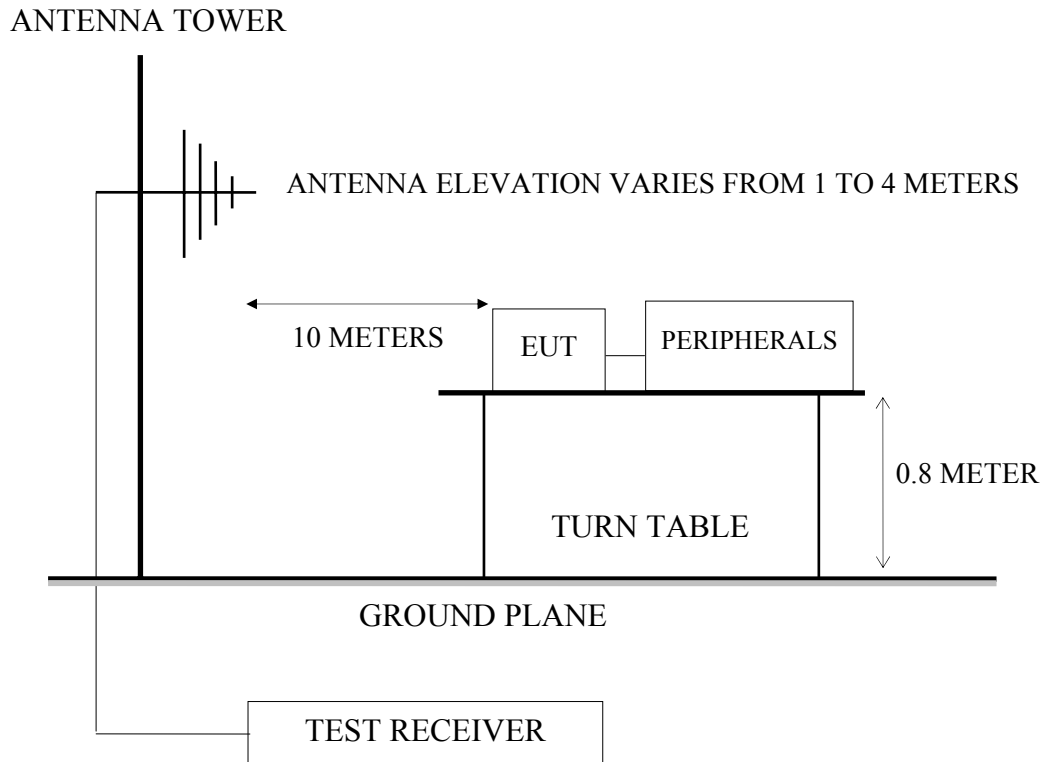 ANTENNA TOWER
ANTENNA ELEVATION VARIES FROM 1 TO 4 METERS
10 METERS
EUT
PERIPHERALS
0.8 METER
TURN TABLE
GROUND PLANE
TEST RECEIVER